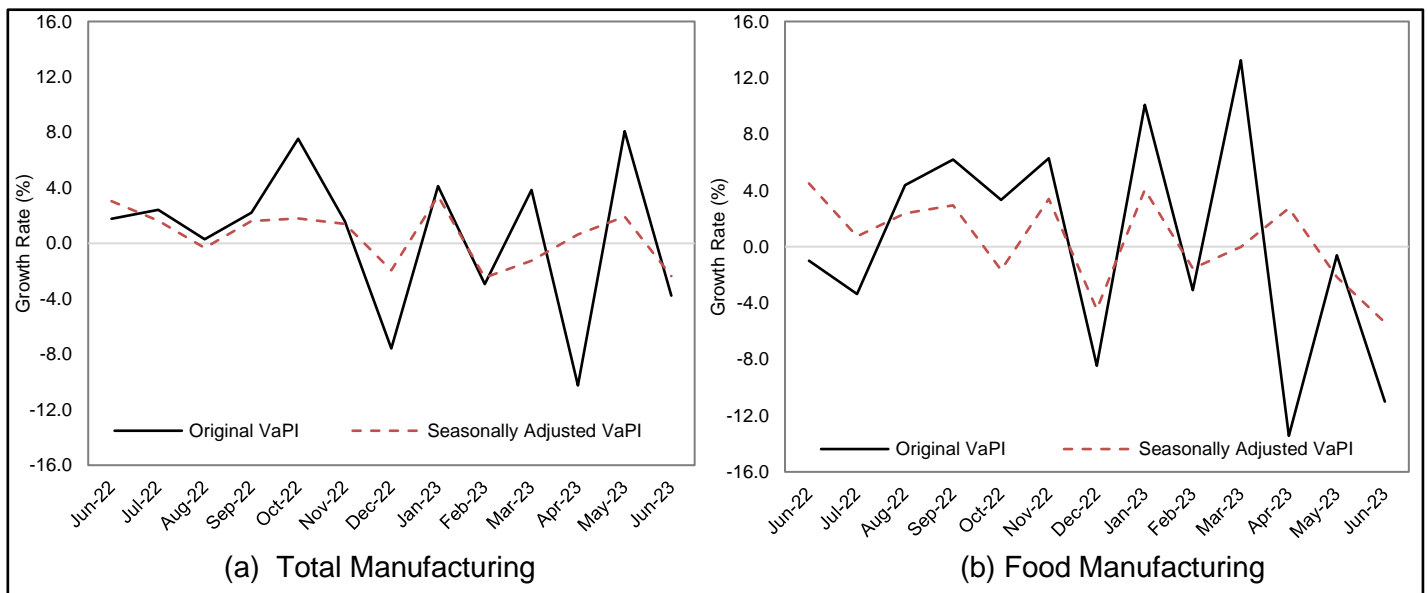 16.0
12.0
8.0
4.0
0.0
-4.0
-8.0
-12.0
-16.0
Growth Rate (%)
Original VaPI
Seasonally Adjusted VaPI
Jun-22
Jul-22
Aug-22
Sep-22
Oct-22
Nov-22
Dec-22
Jan-23
Feb-23
Mar-23
Apr-23
May-23
Jun-23
(a) Total Manufacturing
16.0
12.0
8.0
4.0
0.0
-4.0
-8.0
-12.0
-16.0
Growth Rate (%)
Original VaPI
Seasonally Adjusted VaPI
Jun-22
Jul-22
Aug-22
Sep-22
Oct-22
Nov-22
Dec-22
Jan-23
Feb-23
Mar-23
Apr-23
May-23
Jun-23
(b) Food Manufacturing